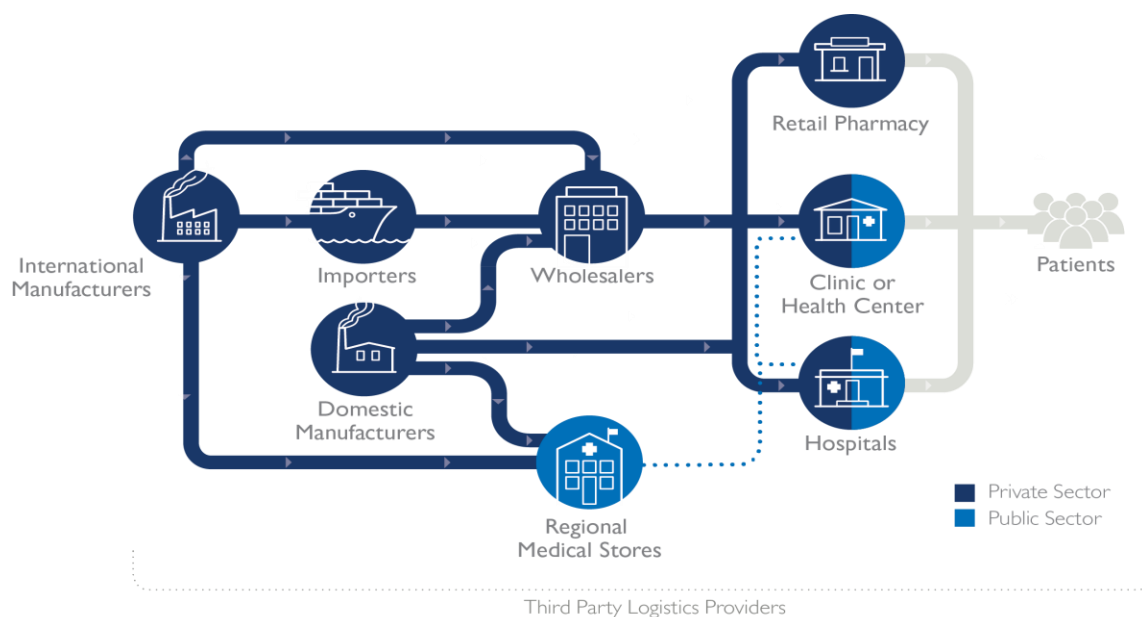 Retail Pharmacy
International
Manufacturers
Importers
Wholesalers
Clinic or
Health Center
Patients
Domestic
Manufacturers
Hospitals
Regional
Medical Stores
Private Sector
Public Sector
Third Party Logistics Providers